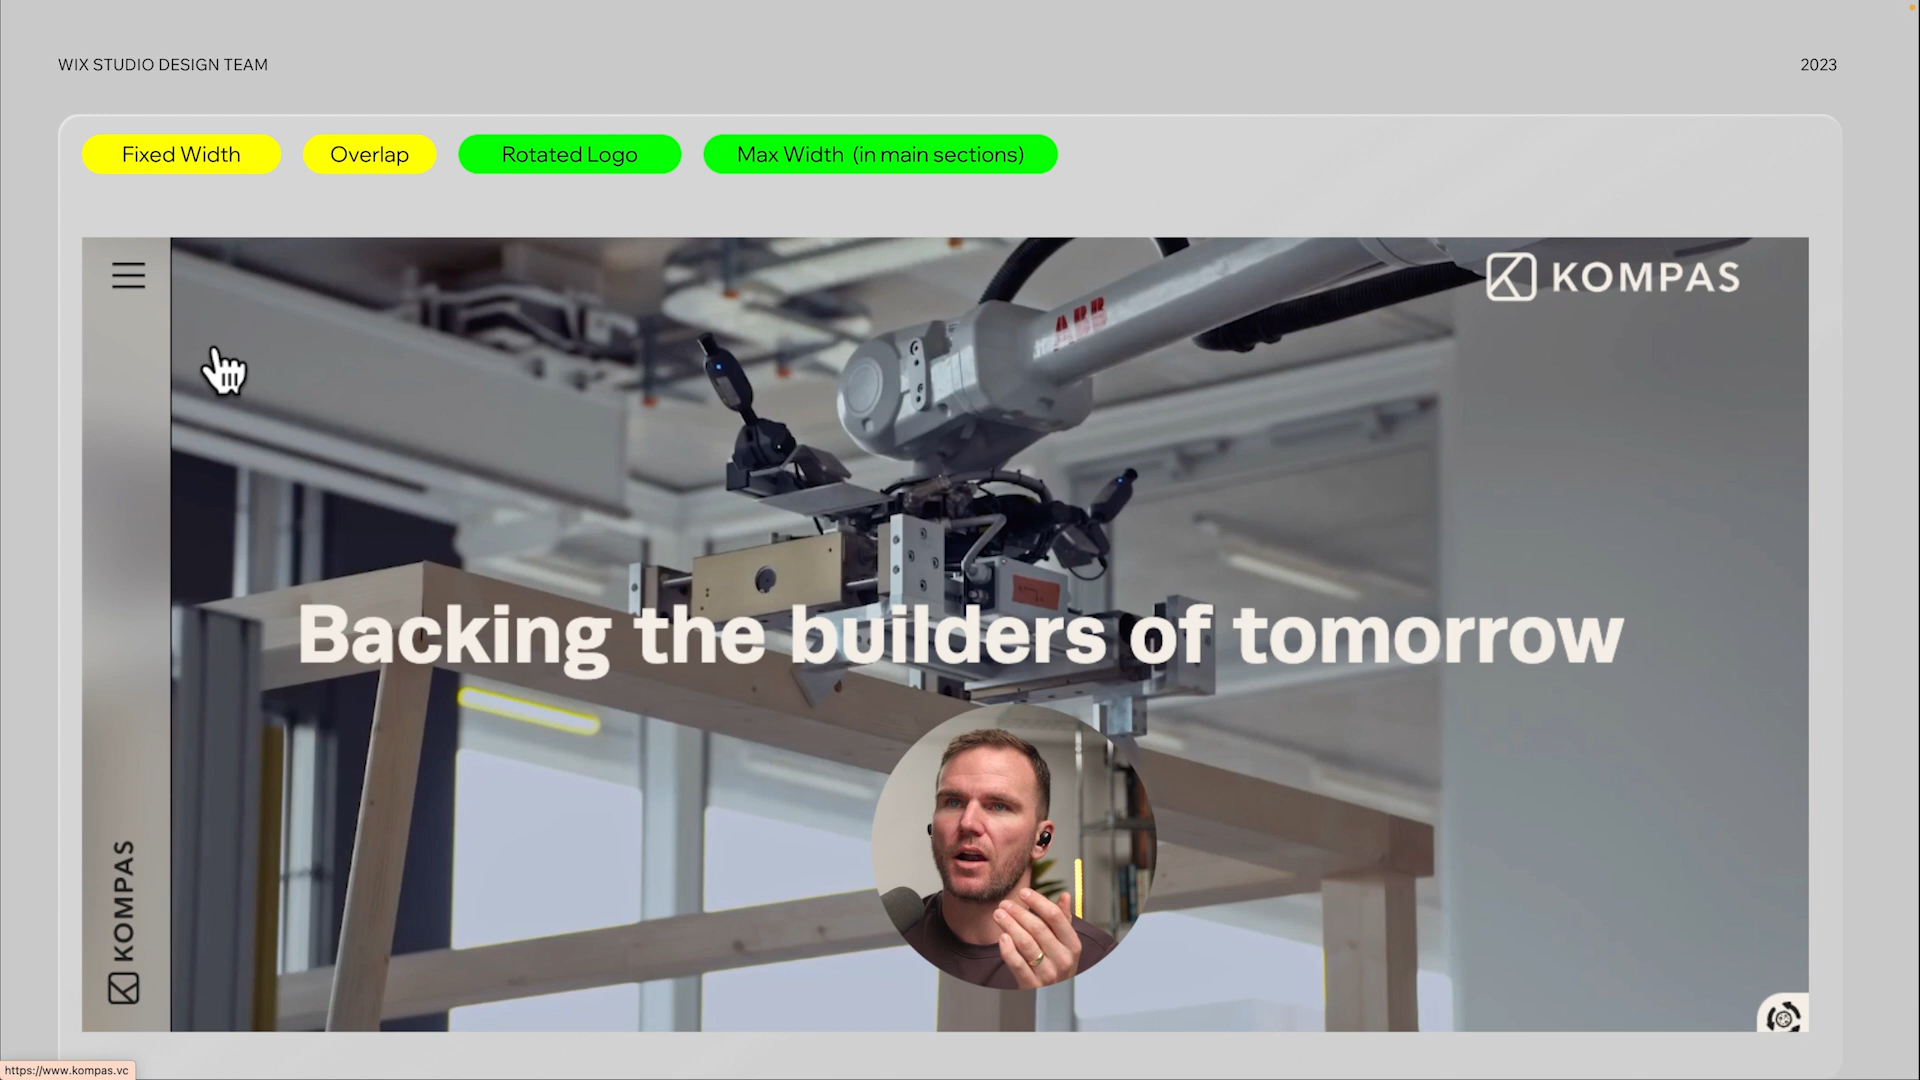 WIX STUDIO DESIGN TEAM
2023
Fixed Width
Overlap
Rotated Logo
Max Width (in main sections)
KOMPAS
ABB
Backing the builders of tomorrow
KOMPAS
https://www.kompas.vc